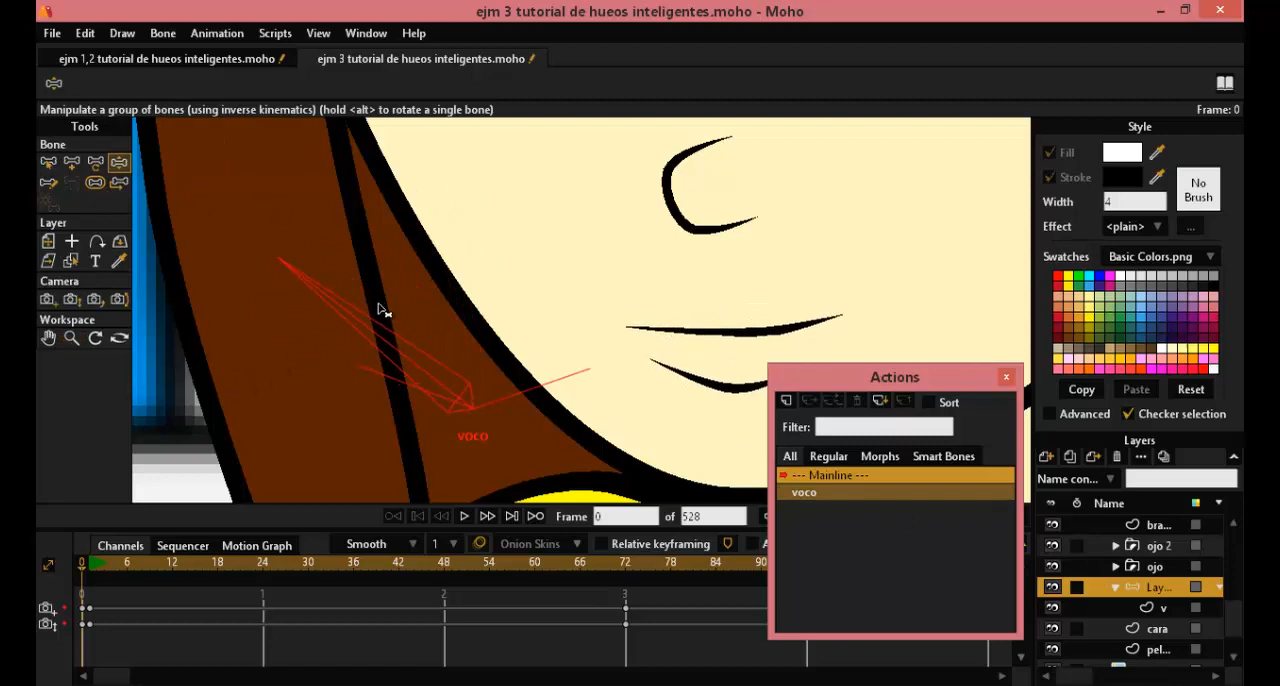 ejm 3 tutorial de hueos inteligentes.moho - Moho
File Edit Draw Bone Animation Scripts View Window Help
ejm 1,2 tutorial de hueos inteligentes.moho ejm 3 tutorial de hueos inteligentes.moho
Manipulate a group of bones (using inverse kinematics) (hold <alt> to rotate a single bone) Frame: 0
Tools
Bone
Layer
T
Camera
Workspace
voco
Style
Fill
Stroke
No Brush
Width 4
Effect <plain> ...
Swatches Basic Colors.png
Copy Paste Reset
Advanced Checker selection
Actions
Sort
Filter:
All Regular Morphs Smart Bones
--- Mainline ---
voco
Layers
Name con...
Name
bra...
ojo 2
ojo
Lay...
v
cara
pel...
Frame 0 of 528
Channels Sequencer Motion Graph Smooth 1 Onion Skins Relative keyframing
0 6 12 18 24 30 36 42 48 54 60 66 72 78 84 90
0 1 2 3